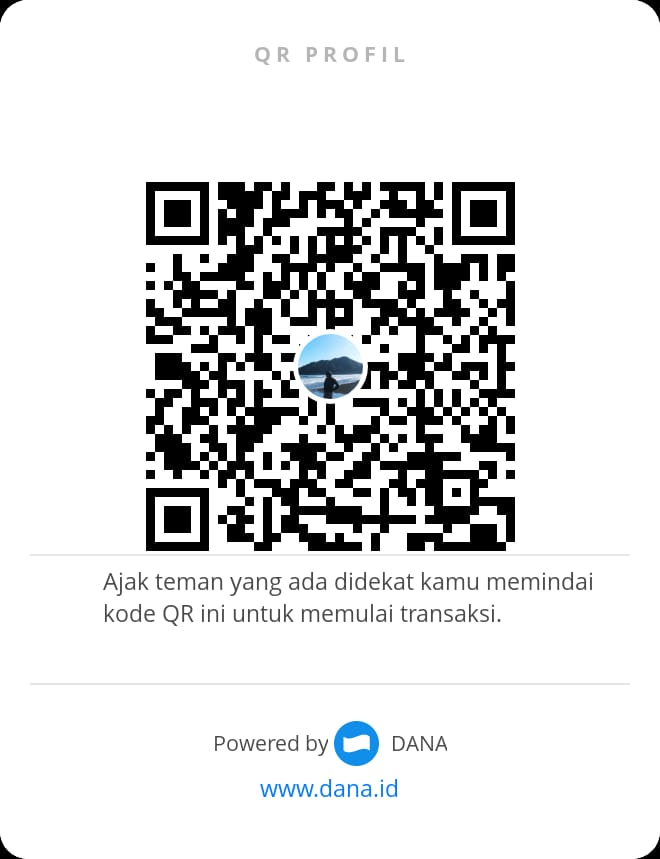 QR PROFIL
Ajak teman yang ada didekat kamu memindai
kode QR ini untuk memulai transaksi.
Powered by DANA
www.dana.id